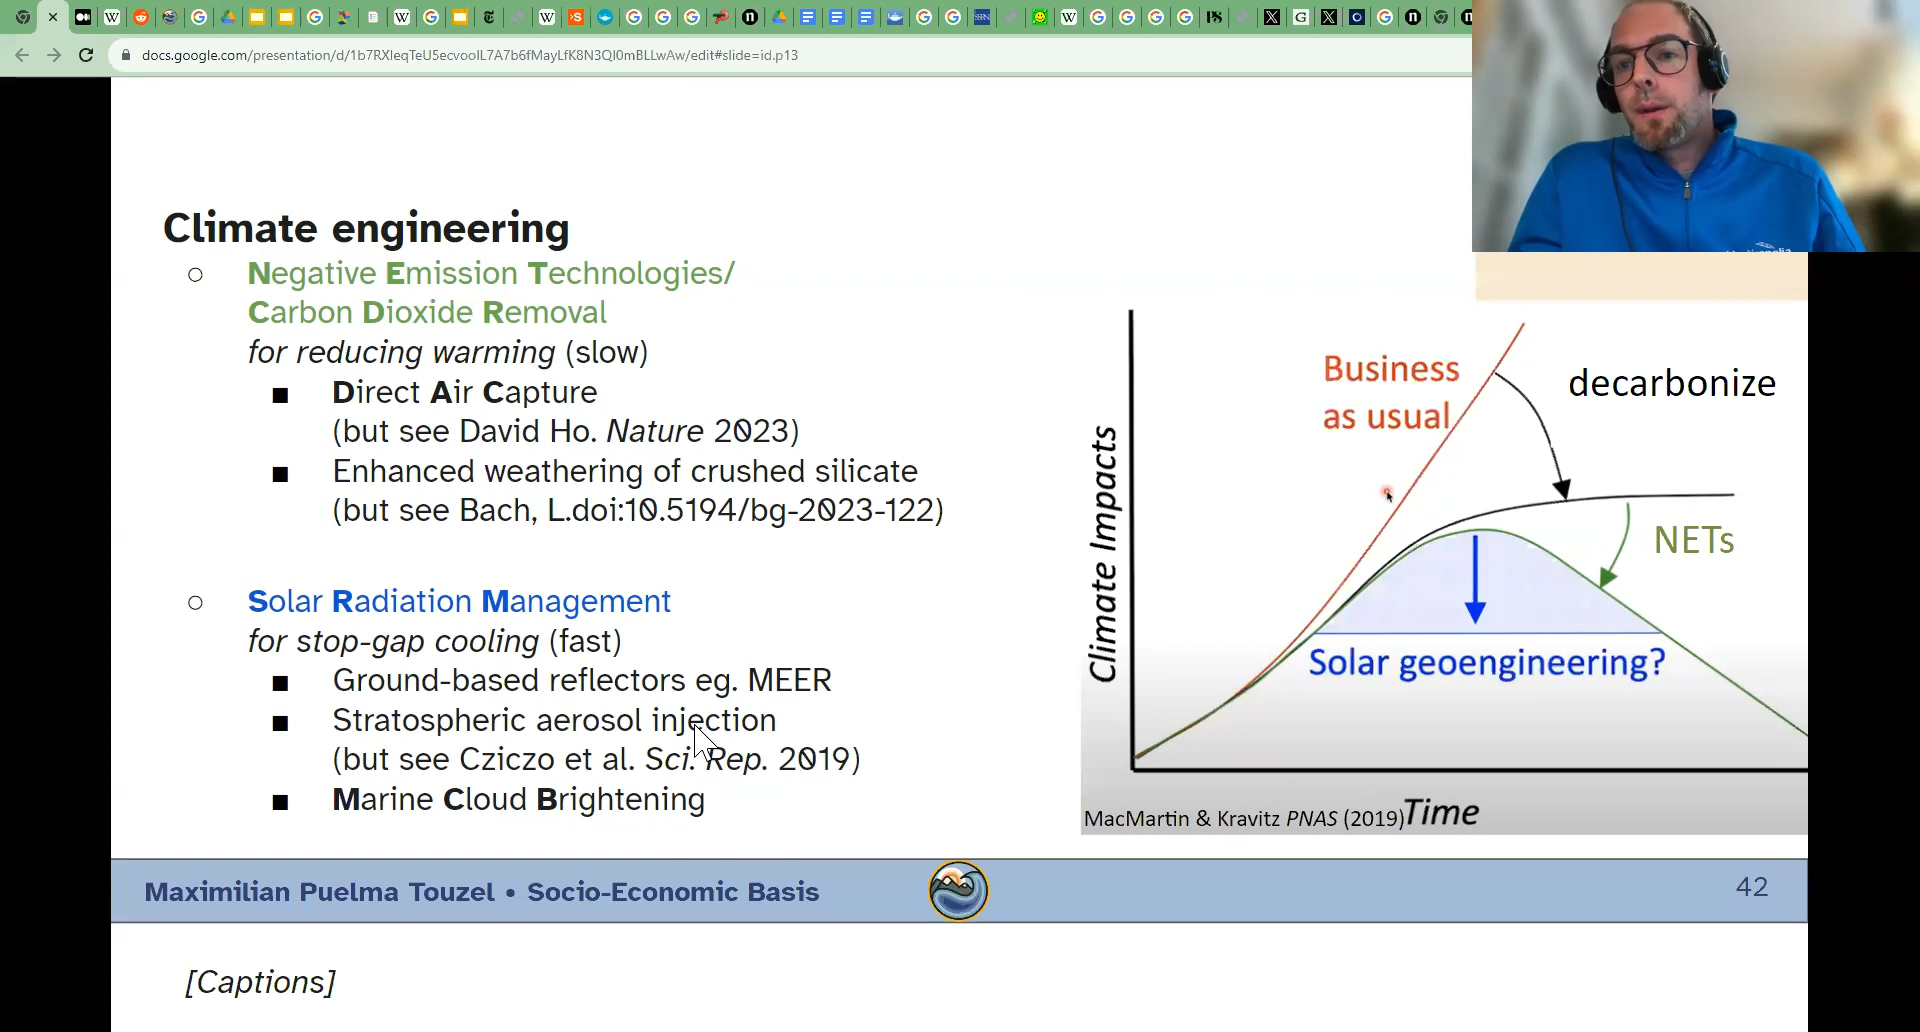 docs.google.com/presentation/d/1b7RXleqTeU5ecvooIL7A7b6fMayLfK8N3QJ0mBLLwAw/edit#slide=id.p13
Climate engineering
Negative Emission Technologies/
Carbon Dioxide Removal
for reducing warming (slow)
Direct Air Capture
(but see David Ho. Nature 2023)
Enhanced weathering of crushed silicate
(but see Bach, L.doi:10.5194/bg-2023-122)
Solar Radiation Management
for stop-gap cooling (fast)
Ground-based reflectors eg. MEER
Stratospheric aerosol injection
(but see Cziczo et al. Sci. Rep. 2019)
Marine Cloud Brightening
Climate Impacts
Business
as usual
decarbonize
NETs
Solar geoengineering?
MacMartin & Kravitz PNAS (2019)
Time
Maximilian Puelma Touzel • Socio-Economic Basis
42
[Captions]